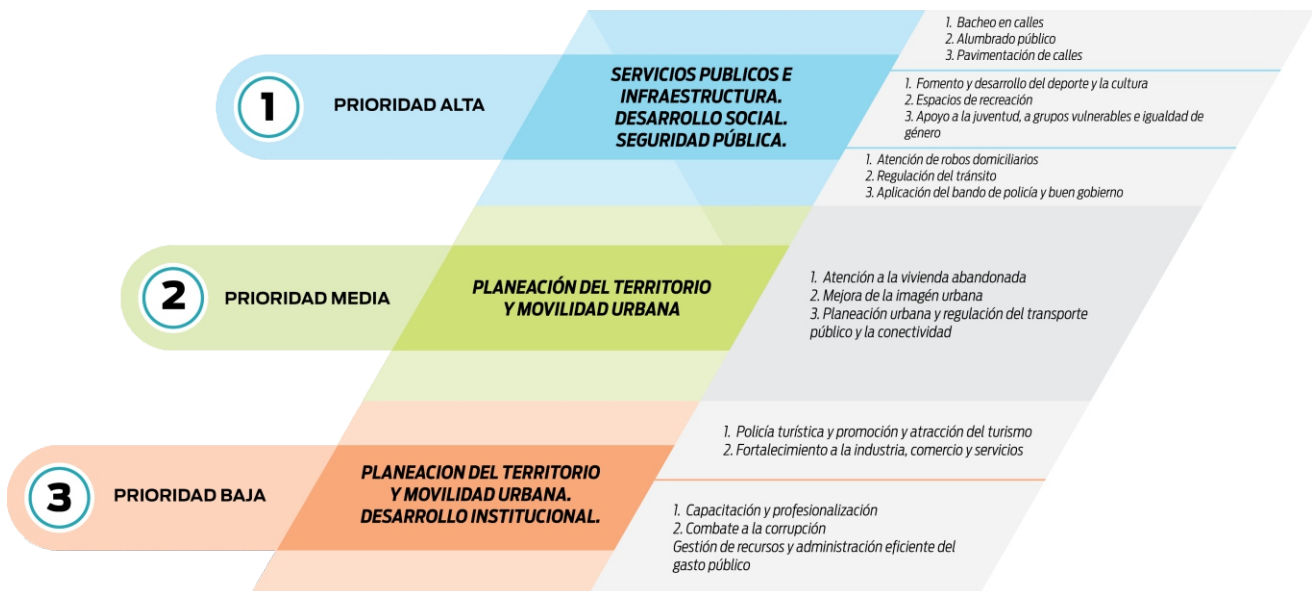 1
PRIORIDAD ALTA
SERVICIOS PUBLICOS E
INFRAESTRUCTURA.
DESARROLLO SOCIAL.
SEGURIDAD PÚBLICA.
1. Bacheo en calles
2. Alumbrado público
3. Pavimentación de calles
1. Fomento y desarrollo del deporte y la cultura
2. Espacios de recreación
3. Apoyo a la juventud, a grupos vulnerables e igualdad de
género
1. Atención de robos domiciliarios
2. Regulación del tránsito
3. Aplicación del bando de policía y buen gobierno
2
PRIORIDAD MEDIA
PLANEACIÓN DEL TERRITORIO
Y MOVILIDAD URBANA
1. Atención a la vivienda abandonada
2. Mejora de la imagén urbana
3. Planeación urbana y regulación del transporte
público y la conectividad
3
PRIORIDAD BAJA
PLANEACION DEL TERRITORIO
Y MOVILIDAD URBANA.
DESARROLLO INSTITUCIONAL.
1. Policía turística y promoción y atracción del turismo
2. Fortalecimiento a la industria, comercio y servicios
1. Capacitación y profesionalización
2. Combate a la corrupción
Gestión de recursos y administración eficiente del
gasto público